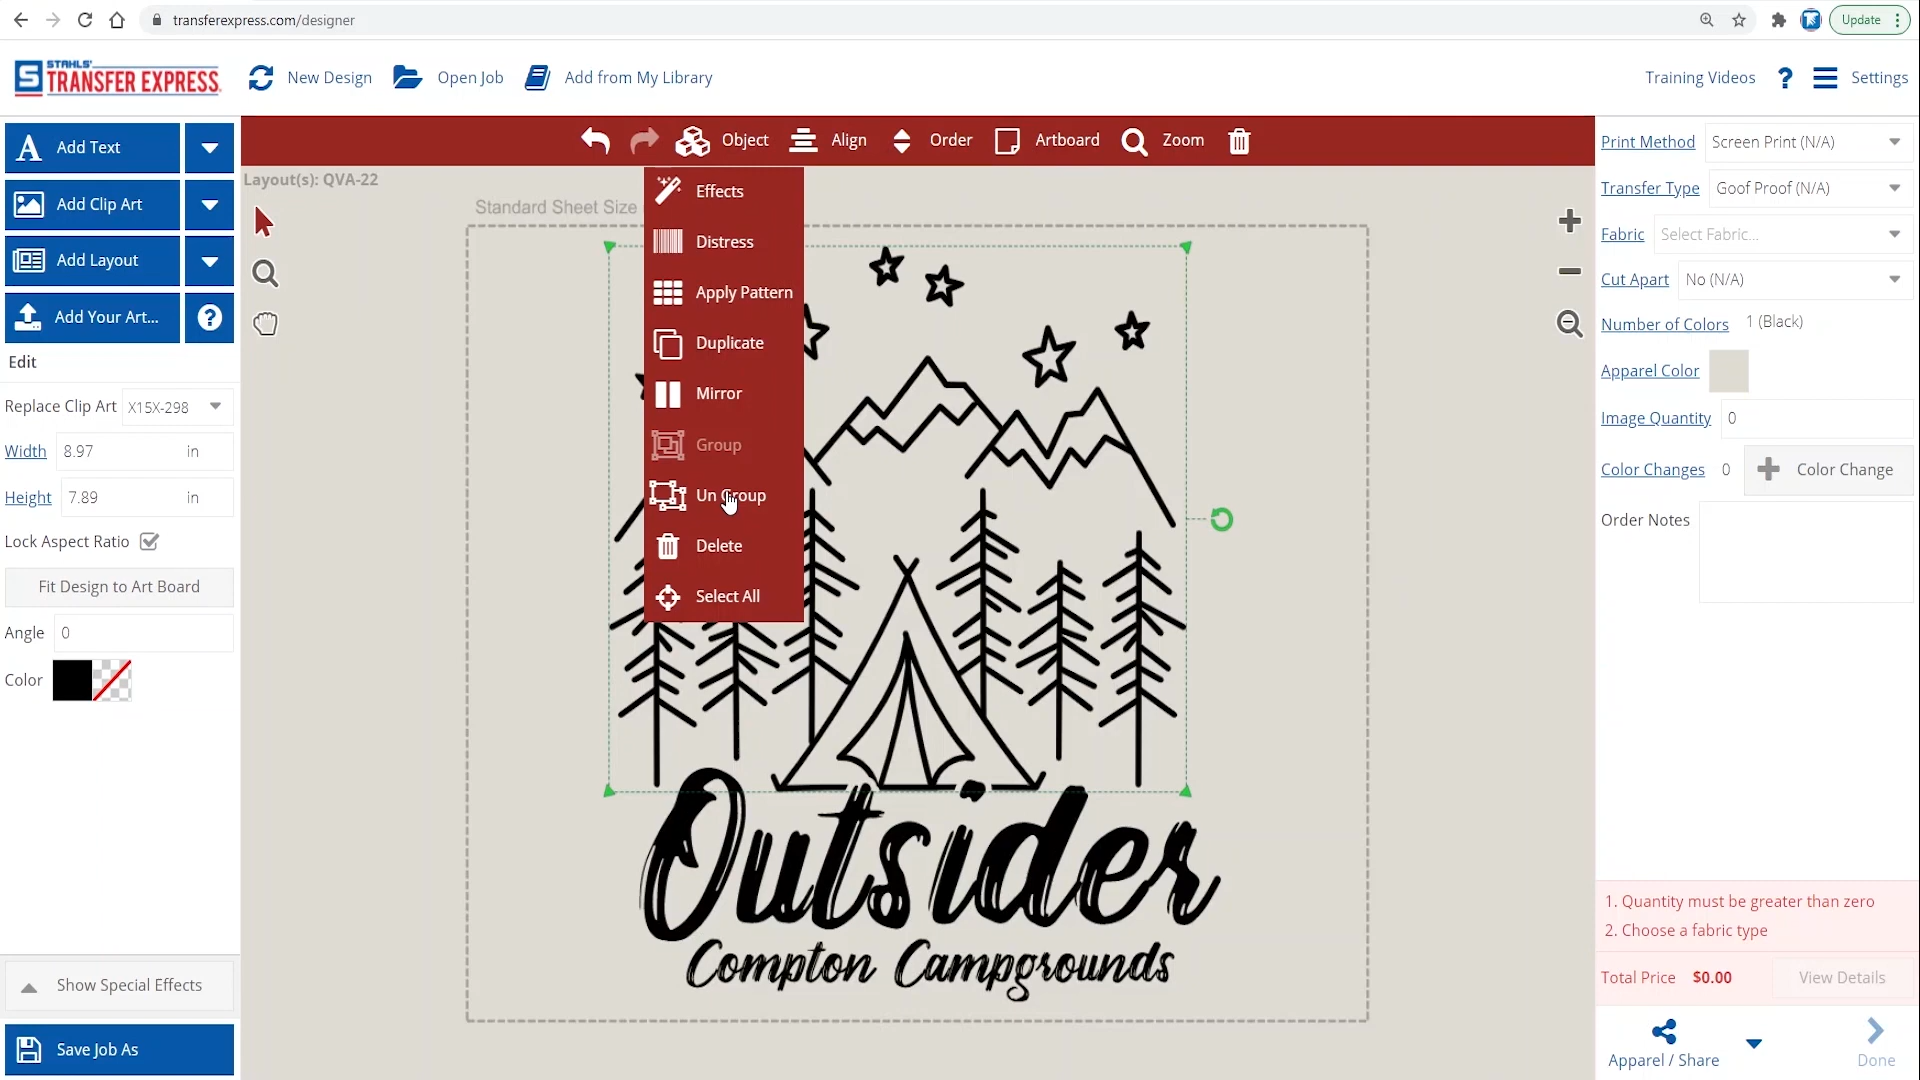 transferexpress.com/designer
Update
STAHLS'
TRANSFER EXPRESS
New Design
Open Job
Add from My Library
Training Videos
?
Settings
Add Text
Add Clip Art
Add Layout
Add Your Art...
?
Edit
Replace Clip Art X15X-298
Width 8.97 in
Height 7.89 in
Lock Aspect Ratio
Fit Design to Art Board
Angle 0
Color
Show Special Effects
Save Job As
Object
Align
Order
Artboard
Zoom
Layout(s): QVA-22
Standard Sheet Size
Effects
Distress
Apply Pattern
Duplicate
Mirror
Group
Un Group
Delete
Select All
Outsider
Compton Campgrounds
Print Method Screen Print (N/A)
Transfer Type Goof Proof (N/A)
Fabric Select Fabric...
Cut Apart No (N/A)
Number of Colors 1 (Black)
Apparel Color
Image Quantity 0
Color Changes 0 Color Change
Order Notes
1. Quantity must be greater than zero
2. Choose a fabric type
Total Price $0.00 View Details
Apparel / Share
Done